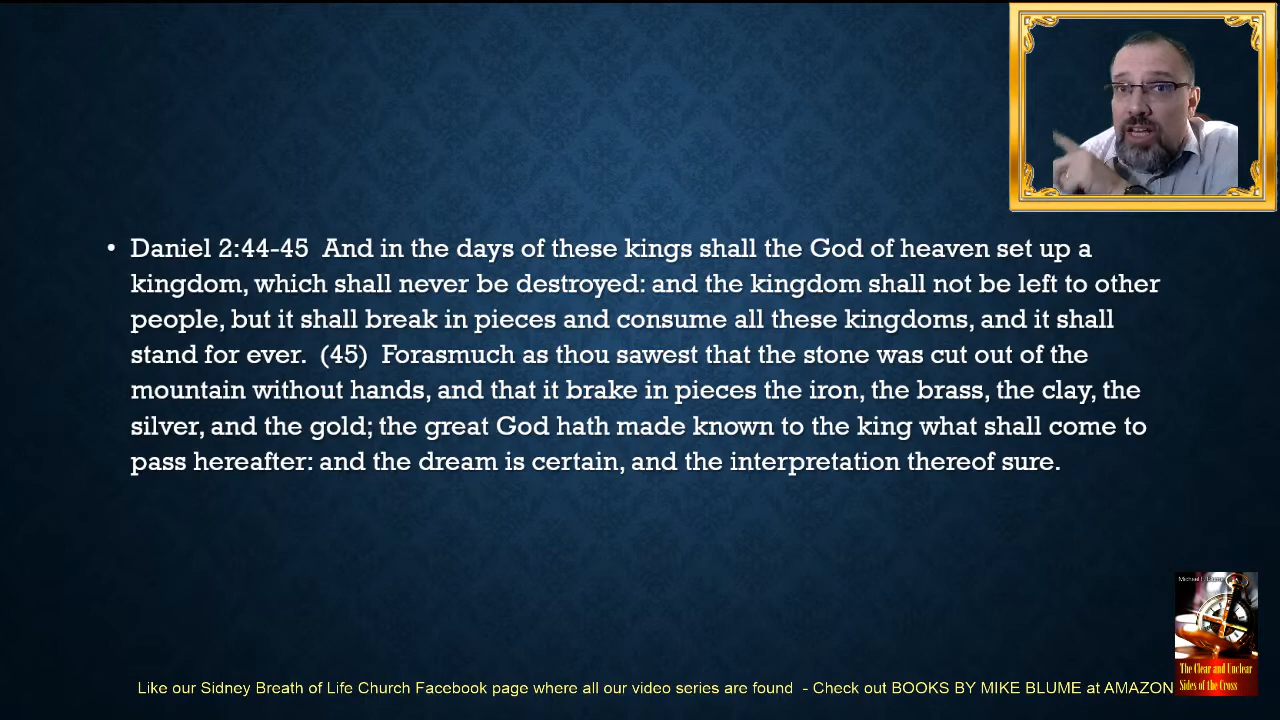 • Daniel 2:44-45  And in the days of these kings shall the God of heaven set up a
kingdom, which shall never be destroyed: and the kingdom shall not be left to other
people, but it shall break in pieces and consume all these kingdoms, and it shall
stand for ever.  (45)  Forasmuch as thou sawest that the stone was cut out of the
mountain without hands, and that it brake in pieces the iron, the brass, the clay, the
silver, and the gold; the great God hath made known to the king what shall come to
pass hereafter: and the dream is certain, and the interpretation thereof sure.
The Clear and Unclear
Sides of the Cross
Like our Sidney Breath of Life Church Facebook page where all our video series are found  - Check out BOOKS BY MIKE BLUME at AMAZON